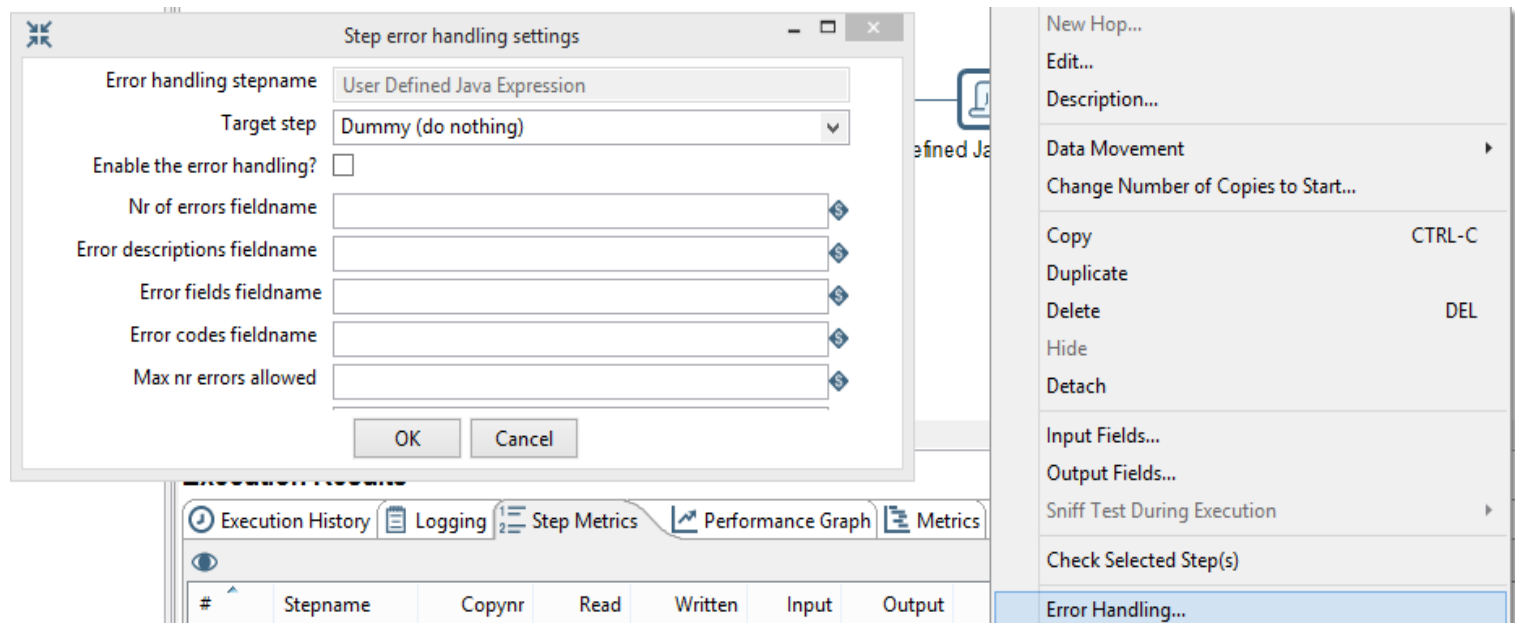 Step error handling settings
Error handling stepname User Defined Java Expression
Target step Dummy (do nothing)
Enable the error handling?
Nr of errors fieldname
Error descriptions fieldname
Error fields fieldname
Error codes fieldname
Max nr errors allowed
OK Cancel
New Hop...
Edit...
Description...
Data Movement
Change Number of Copies to Start...
Copy CTRL-C
Duplicate
Delete DEL
Hide
Detach
Input Fields...
Output Fields...
Sniff Test During Execution
Check Selected Step(s)
Error Handling...
Execution Results
Execution History Logging Step Metrics Performance Graph Metrics
# Stepname Copynr Read Written Input Output